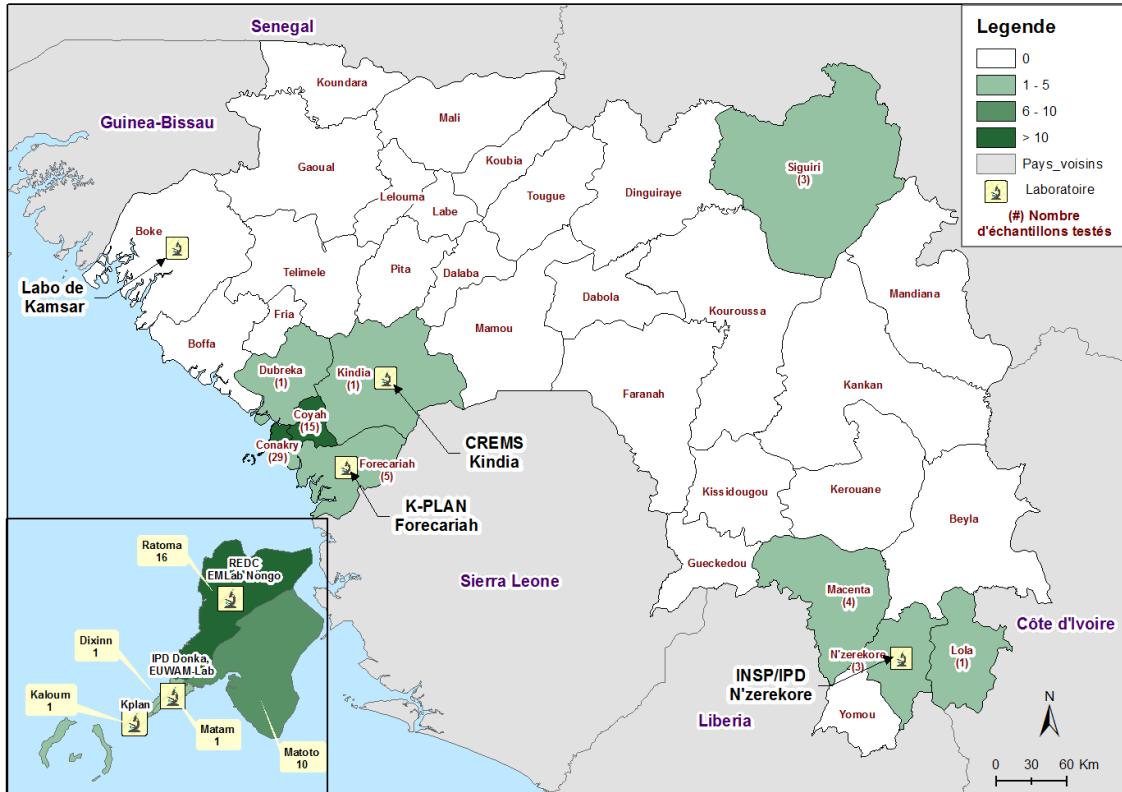 Senegal
Guinea-Bissau
Koundara
Mali
Gaoual
Koubia
Lelouma
Labe
Tougue
Dinguiraye
Siguiri
(3)
Boke
Labo de
Kamsar
Telimele
Pita
Dalaba
Fria
Boffa
Mamou
Dabola
Kouroussa
Mandiana
Dubreka
(1)
Kindia
(1)
Coyah
(15)
Conakry
(29)
Forecariah
(5)
CREMS
Kindia
K-PLAN
Forecariah
Faranah
Kankan
Kissidougou
Kerouane
Beyla
Gueckedou
Macenta
(4)
N'zerekore
(3)
Lola
(1)
Yomou
INSP/IPD
N'zerekore
Sierra Leone
Liberia
Côte d'Ivoire
Legende
0
1 - 5
6 - 10
> 10
Pays_voisins
Laboratoire
(#) Nombre
d'échantillons testés
Ratoma
16
REDC
EMLab Nongo
Dixinn
1
IPD Donka,
EUWAM-Lab
Kaloum
1
Kplan
Matam
1
Matoto
10
N
0 30 60 Km